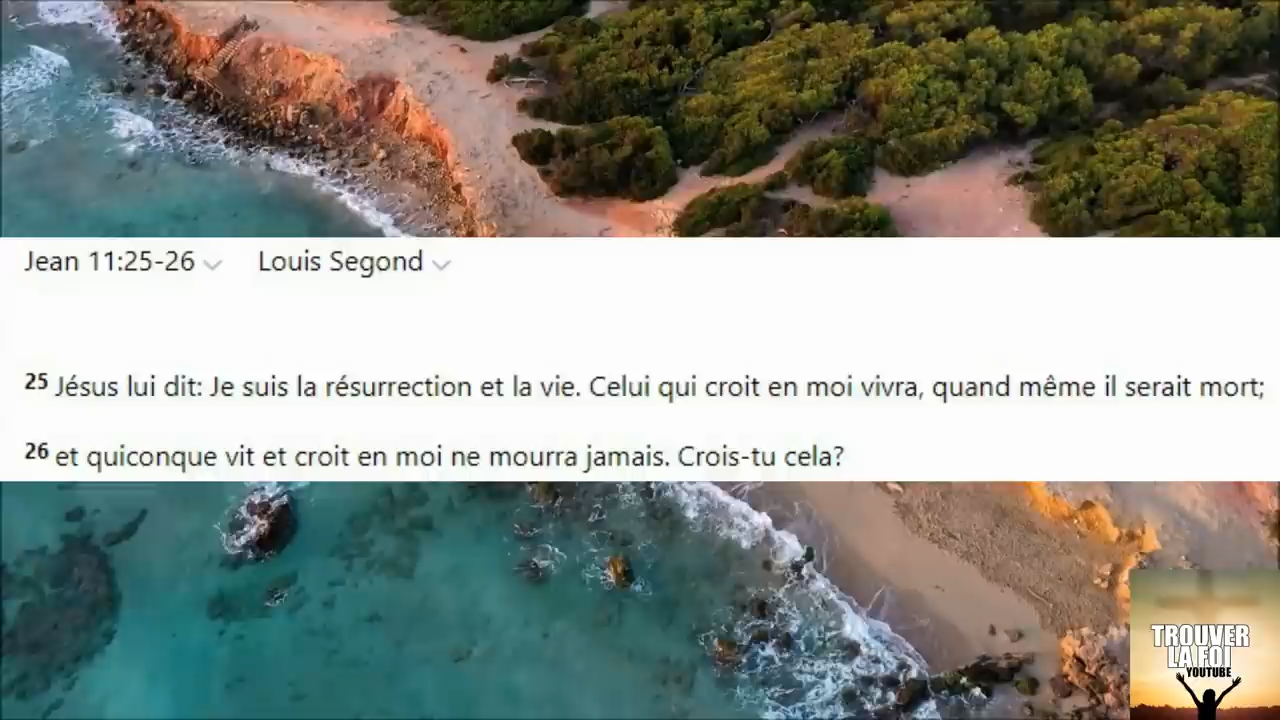 Jean 11:25-26 Louis Segond
25 Jésus lui dit: Je suis la résurrection et la vie. Celui qui croit en moi vivra, quand même il serait mort;
26 et quiconque vit et croit en moi ne mourra jamais. Crois-tu cela?
TROUVER
LA FOI
YOUTUBE